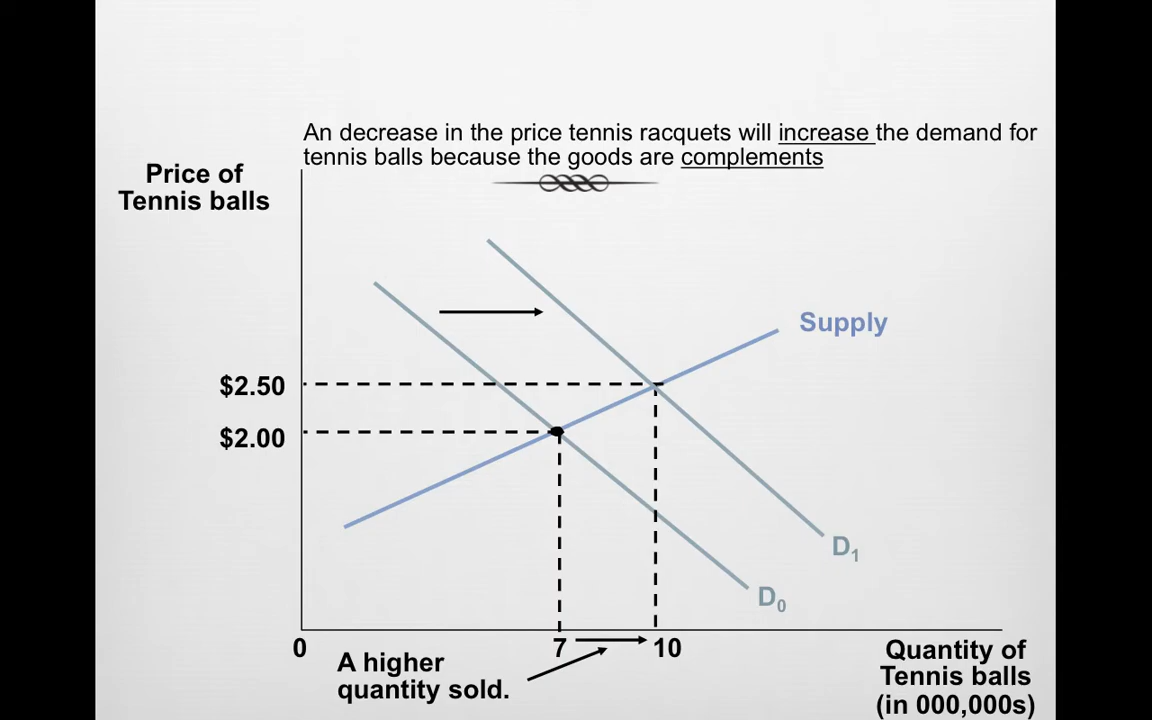 An decrease in the price tennis racquets will increase the demand for
tennis balls because the goods are complements
Price of
Tennis balls
Supply
$2.50
$2.00
D1
D0
0
7
10
A higher
quantity sold.
Quantity of
Tennis balls
(in 000,000s)